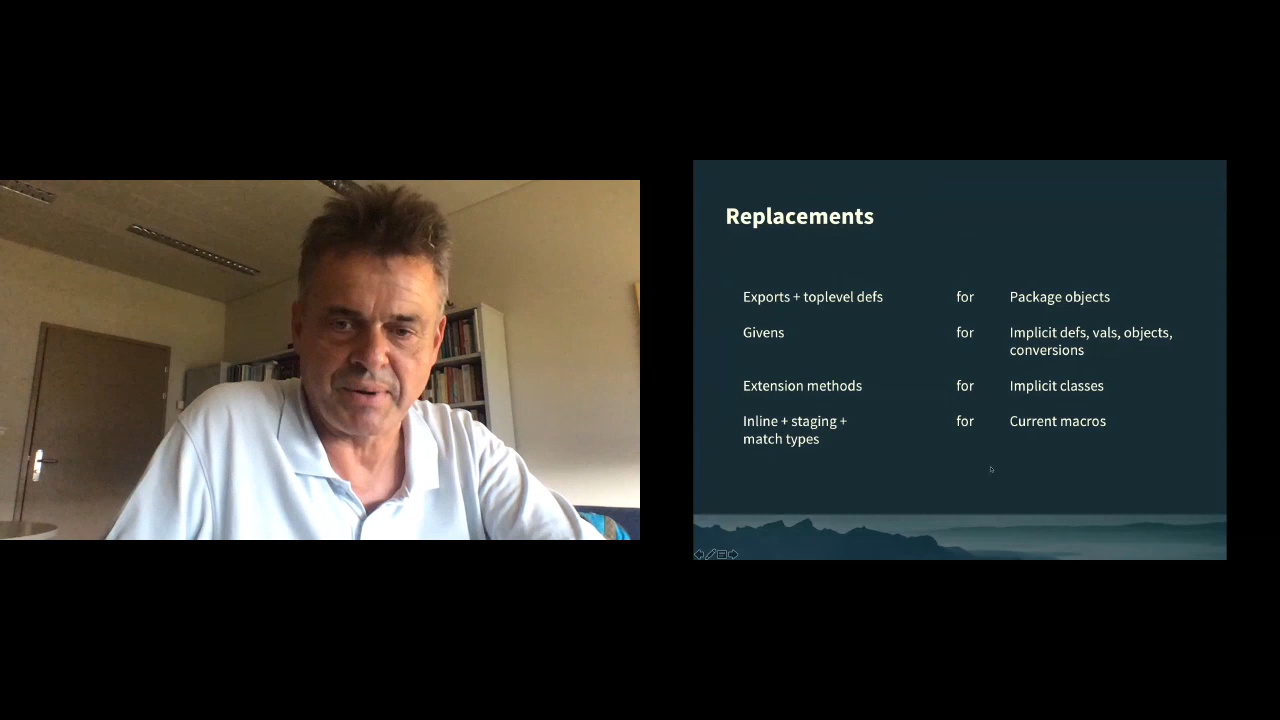 Replacements
Exports + toplevel defs for Package objects
Givens for Implicit defs, vals, objects,
conversions
Extension methods for Implicit classes
Inline + staging + for Current macros
match types